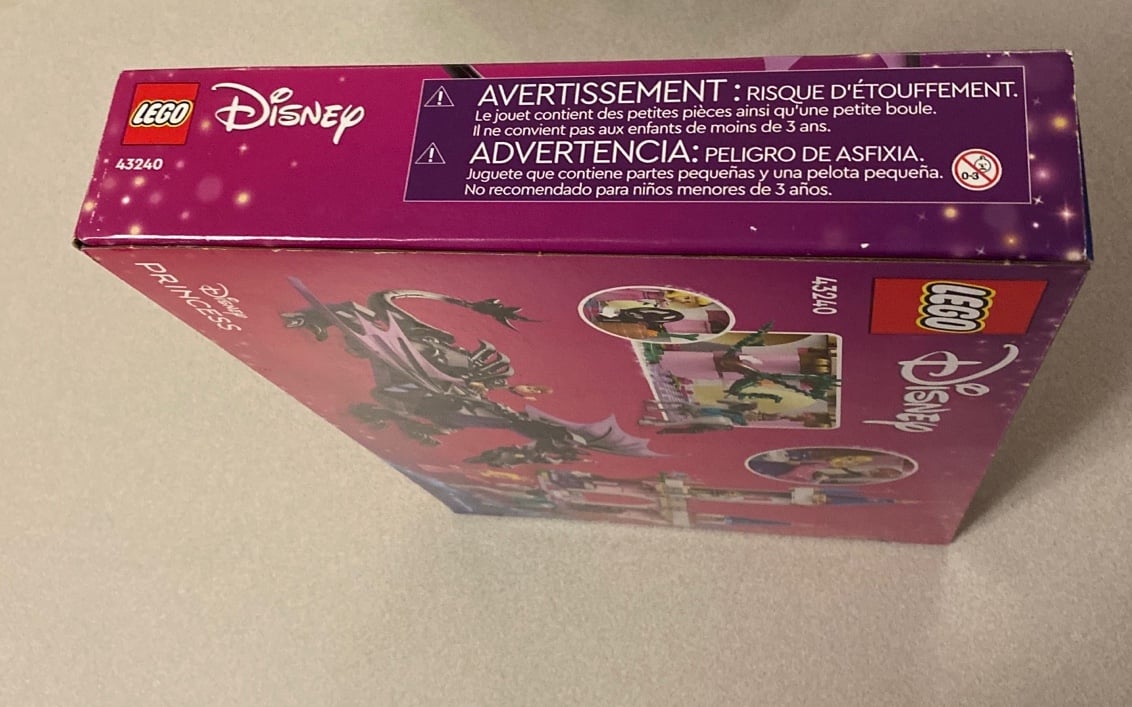 LEGO
Disney
43240
AVERTISSEMENT : RISQUE D'ÉTOUFFEMENT.
Le jouet contient des petites pièces ainsi qu'une petite boule.
Il ne convient pas aux enfants de moins de 3 ans.
ADVERTENCIA: PELIGRO DE ASFIXIA.
Juguete que contiene partes pequeñas y una pelota pequeña.
No recomendado para niños menores de 3 años.
0-3
Disney
PRINCESS
43240
LEGO
Disney